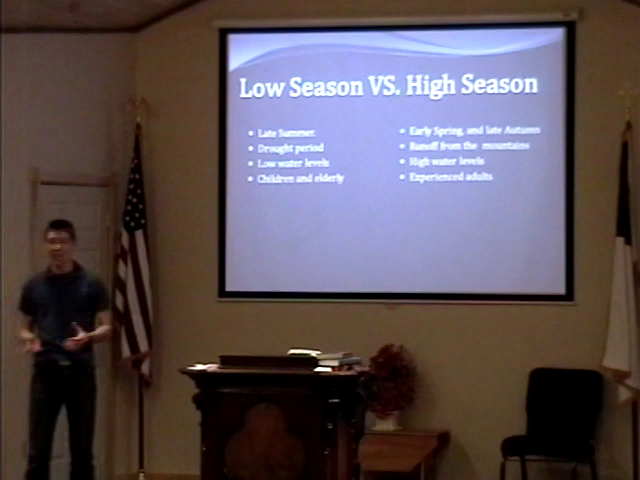 Low Season VS. High Season
• Late Summer.
• Drought period
• Low water levels
• Children and elderly
• Early Spring, and late Autumn
• Runoff from the mountains
• High water levels
• Experienced adults